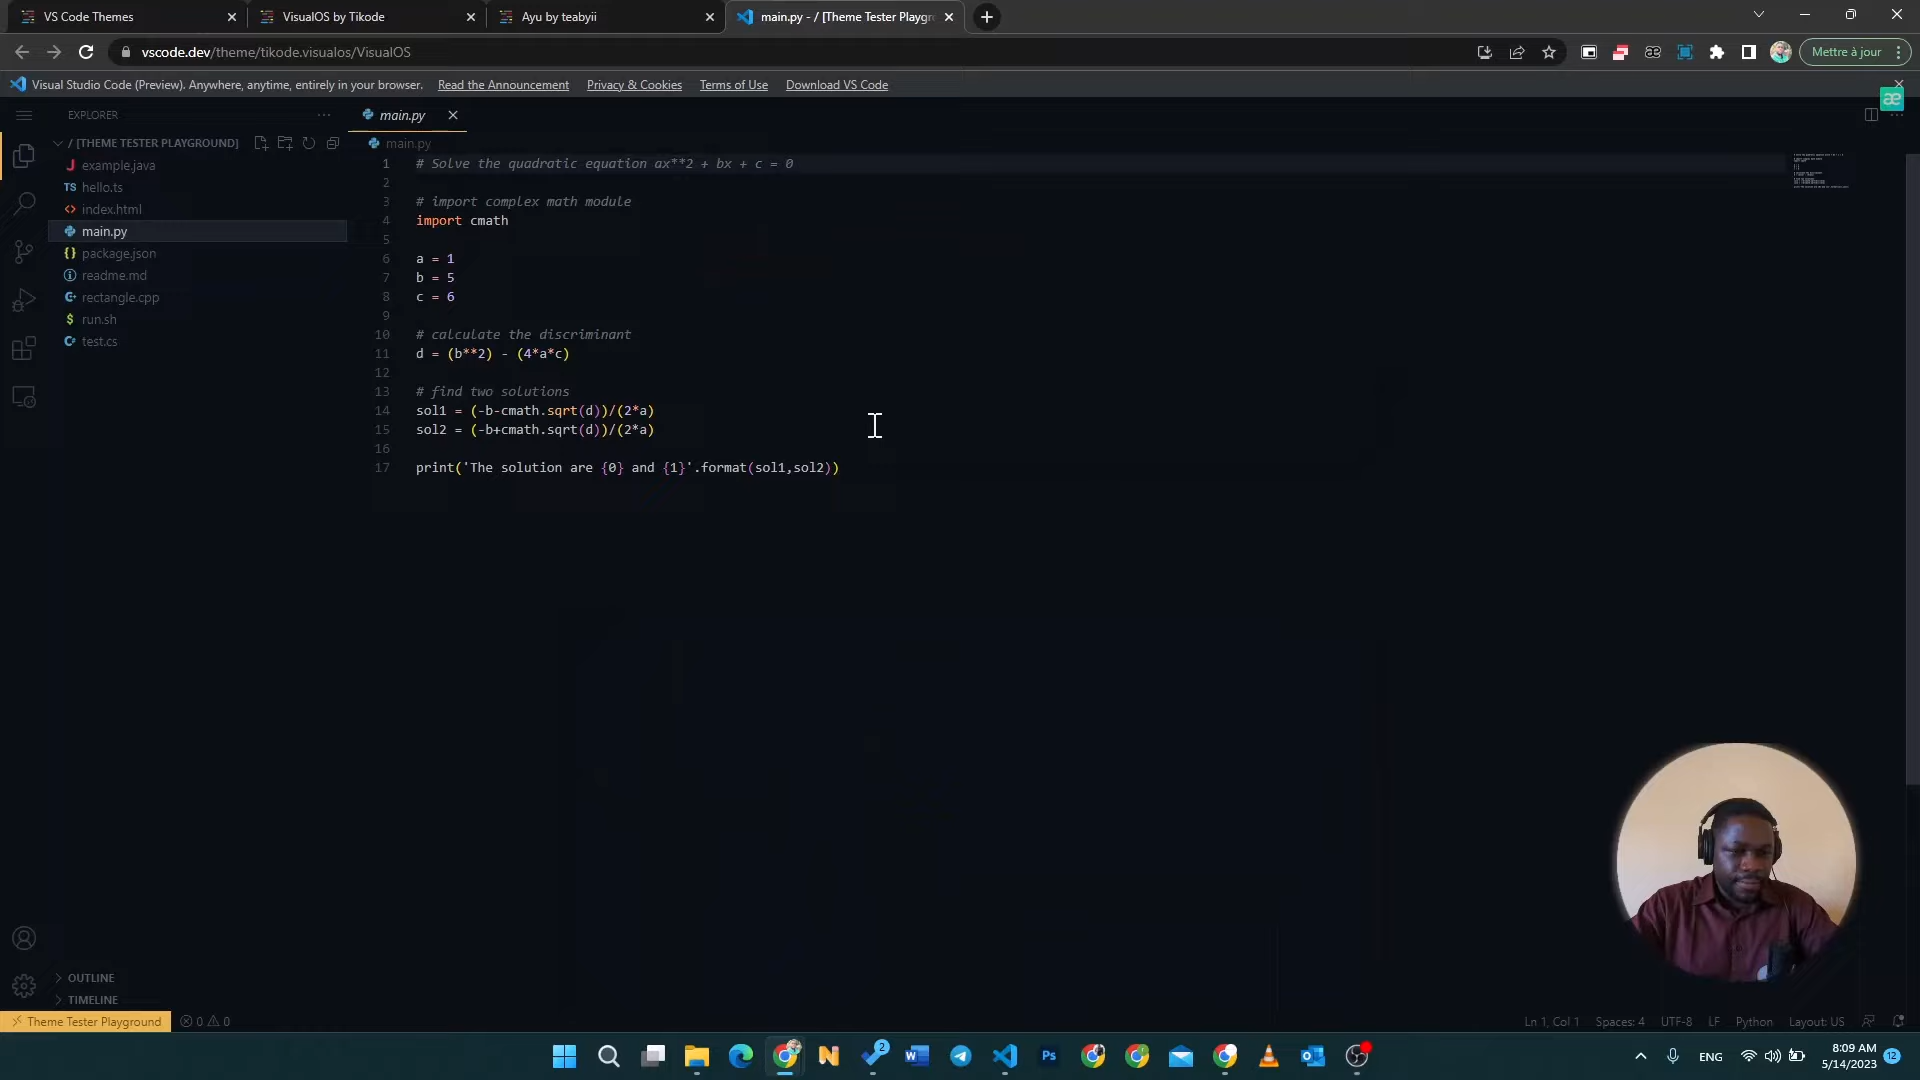 VS Code Themes
VisualOS by Tikode
Ayu by teabyii
main.py - / [Theme Tester Playgr
vscode.dev/theme/tikode.visualos/VisualOS
Mettre à jour
Visual Studio Code (Preview). Anywhere, anytime, entirely in your browser. Read the Announcement Privacy & Cookies Terms of Use Download VS Code
æ
EXPLORER
/ [THEME TESTER PLAYGROUND]
J example.java
TS hello.ts
<> index.html
main.py
{} package.json
readme.md
rectangle.cpp
$ run.sh
test.cs
OUTLINE
TIMELINE
main.py
main.py
1 # Solve the quadratic equation ax**2 + bx + c = 0
2
3 # import complex math module
4 import cmath
5
6 a = 1
7 b = 5
8 c = 6
9
10 # calculate the discriminant
11 d = (b**2) - (4*a*c)
12
13 # find two solutions
14 sol1 = (-b-cmath.sqrt(d))/(2*a)
15 sol2 = (-b+cmath.sqrt(d))/(2*a)
16
17 print('The solution are {0} and {1}'.format(sol1,sol2))
Theme Tester Playground
0 0
Ln 1, Col 1 Spaces: 4 UTF-8 LF Python Layout: US
2
N
W
Ps
ENG
8:09 AM
5/14/2023
12